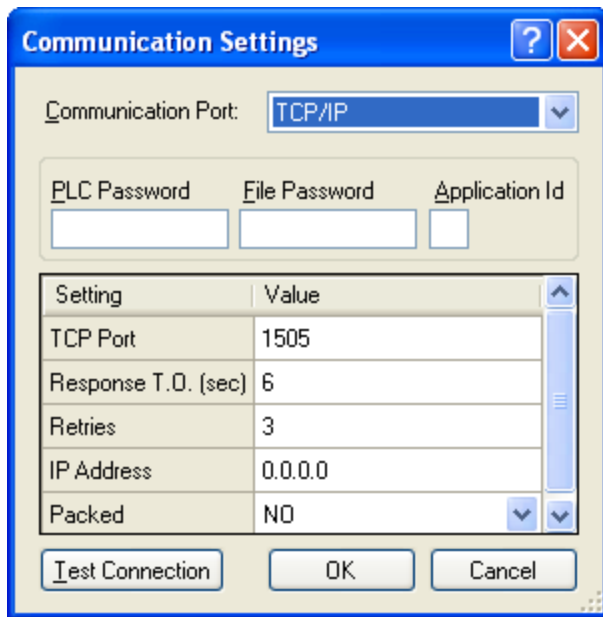 Communication Settings
Communication Port: TCP/IP
PLC Password File Password Application Id
Setting Value
TCP Port 1505
Response T.O. (sec) 6
Retries 3
IP Address 0.0.0.0
Packed NO
Test Connection OK Cancel